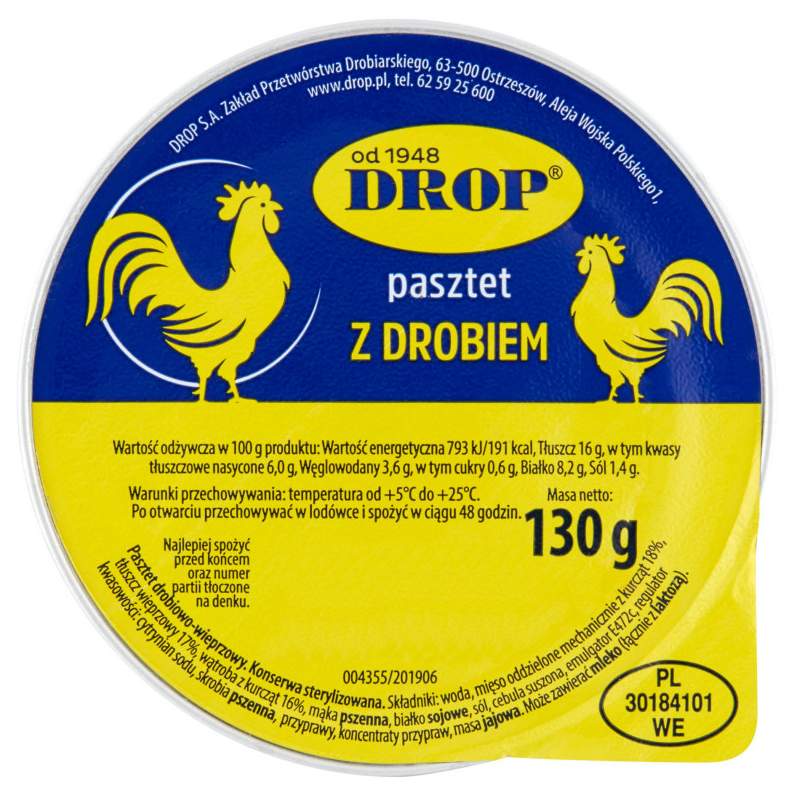 DROP S.A. Zakład Przetwórstwa Drobiarskiego, 63-500 Ostrzeszów, Aleja Wojska Polskiego1,
www.drop.pl, tel. 62 59 25 600
od 1948
DROP®
pasztet
Z DROBIEM
Wartość odżywcza w 100 g produktu: Wartość energetyczna 793 kJ/191 kcal, Tłuszcz 16 g, w tym kwasy
tłuszczowe nasycone 6,0 g, Węglowodany 3,6 g, w tym cukry 0,6 g, Białko 8,2 g, Sól 1,4 g.
Warunki przechowywania: temperatura od +5°C do +25°C.
Po otwarciu przechowywać w lodówce i spożyć w ciągu 48 godzin.
Masa netto:
130 g
Najlepiej spożyć
przed końcem
oraz numer
partii tłoczone
na denku.
004355/201906
Pasztet drobiowo-wieprzowy. Konserwa sterylizowana. Składniki: woda, mięso oddzielone mechanicznie z kurcząt 18%,
tłuszcz wieprzowy 17%, wątroba z kurcząt 16%, mąka pszenna, białko sojowe, sól, cebula suszona, emulgator E472c, regulator
kwasowości: cytrynian sodu, skrobia pszenna, przyprawy, koncentraty przypraw, masa jajowa. Może zawierać mleko (łącznie z laktozą).
PL
30184101
WE